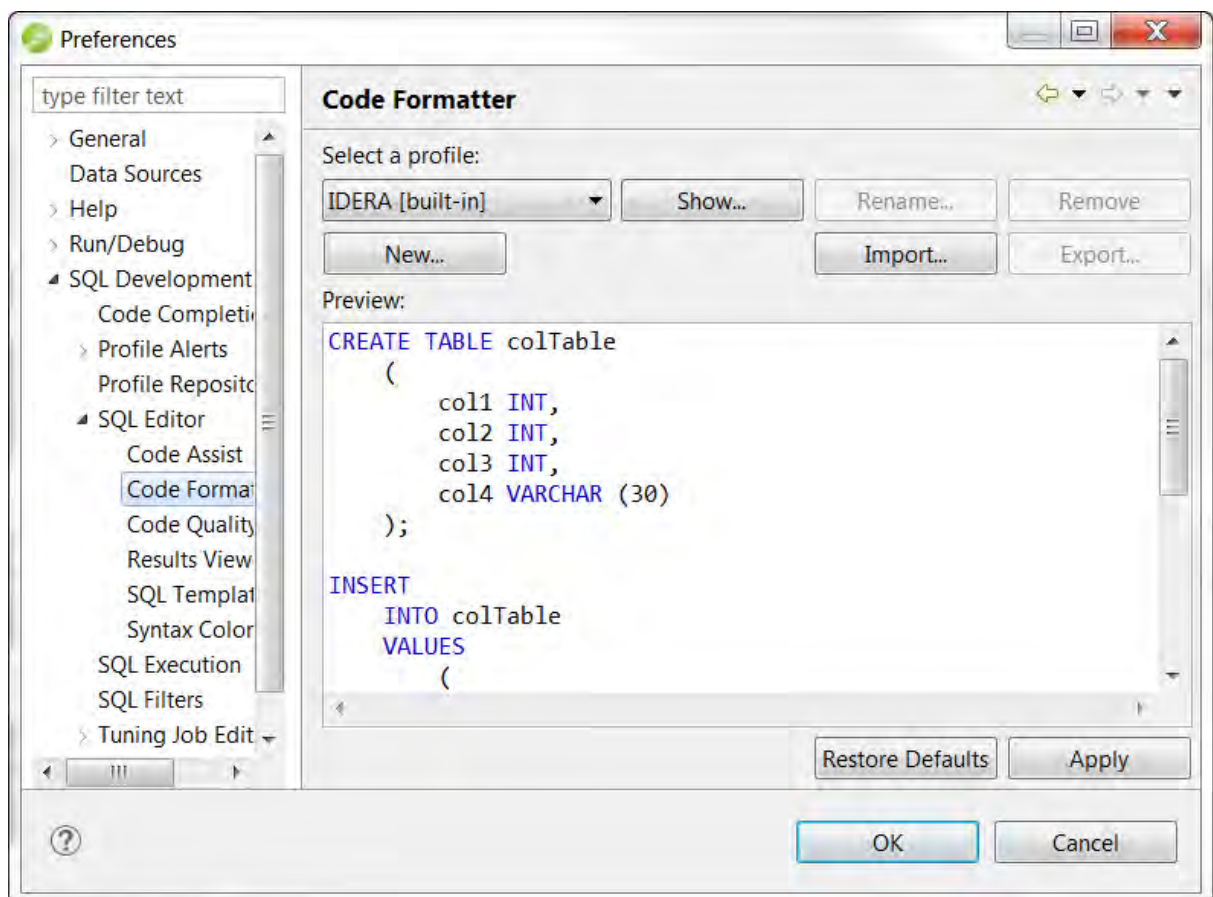 Preferences
type filter text
General
Data Sources
Help
Run/Debug
SQL Development
Code Completi
Profile Alerts
Profile Reposito
SQL Editor
Code Assist
Code Format
Code Quality
Results View
SQL Templat
Syntax Color
SQL Execution
SQL Filters
Tuning Job Edit
Code Formatter
Select a profile:
IDERA [built-in] Show... Rename... Remove
New... Import... Export...
Preview:
CREATE TABLE colTable
(
col1 INT,
col2 INT,
col3 INT,
col4 VARCHAR (30)
);
INSERT
INTO colTable
VALUES
(
Restore Defaults Apply
OK Cancel